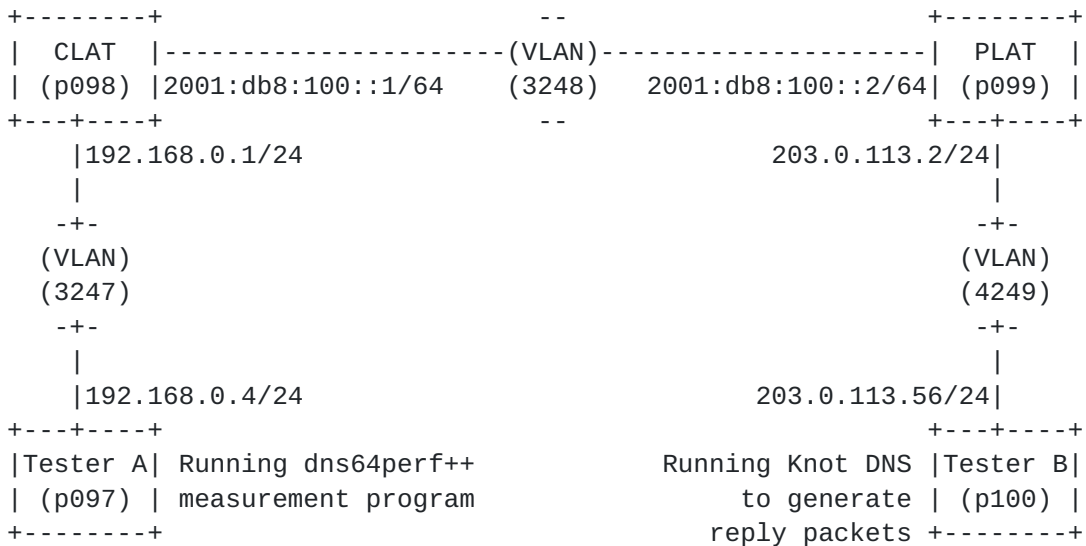 +--------+                        --                       +--------+
|  CLAT  |----------------------(VLAN)---------------------|  PLAT  |
| (p098) |2001:db8:100::1/64    (3248)   2001:db8:100::2/64| (p099) |
+---+----+                        --                       +---+----+
    |192.168.0.1/24                              203.0.113.2/24|
    |                                                          |
   -+-                                                        -+-
  (VLAN)                                                     (VLAN)
  (3247)                                                     (4249)
   -+-                                                        -+-
    |                                                          |
    |192.168.0.4/24                             203.0.113.56/24|
+---+----+                                                 +---+----+
|Tester A| Running dns64perf++            Running Knot DNS |Tester B|
| (p097) | measurement program                 to generate | (p100) |
+--------+                                   reply packets +--------+